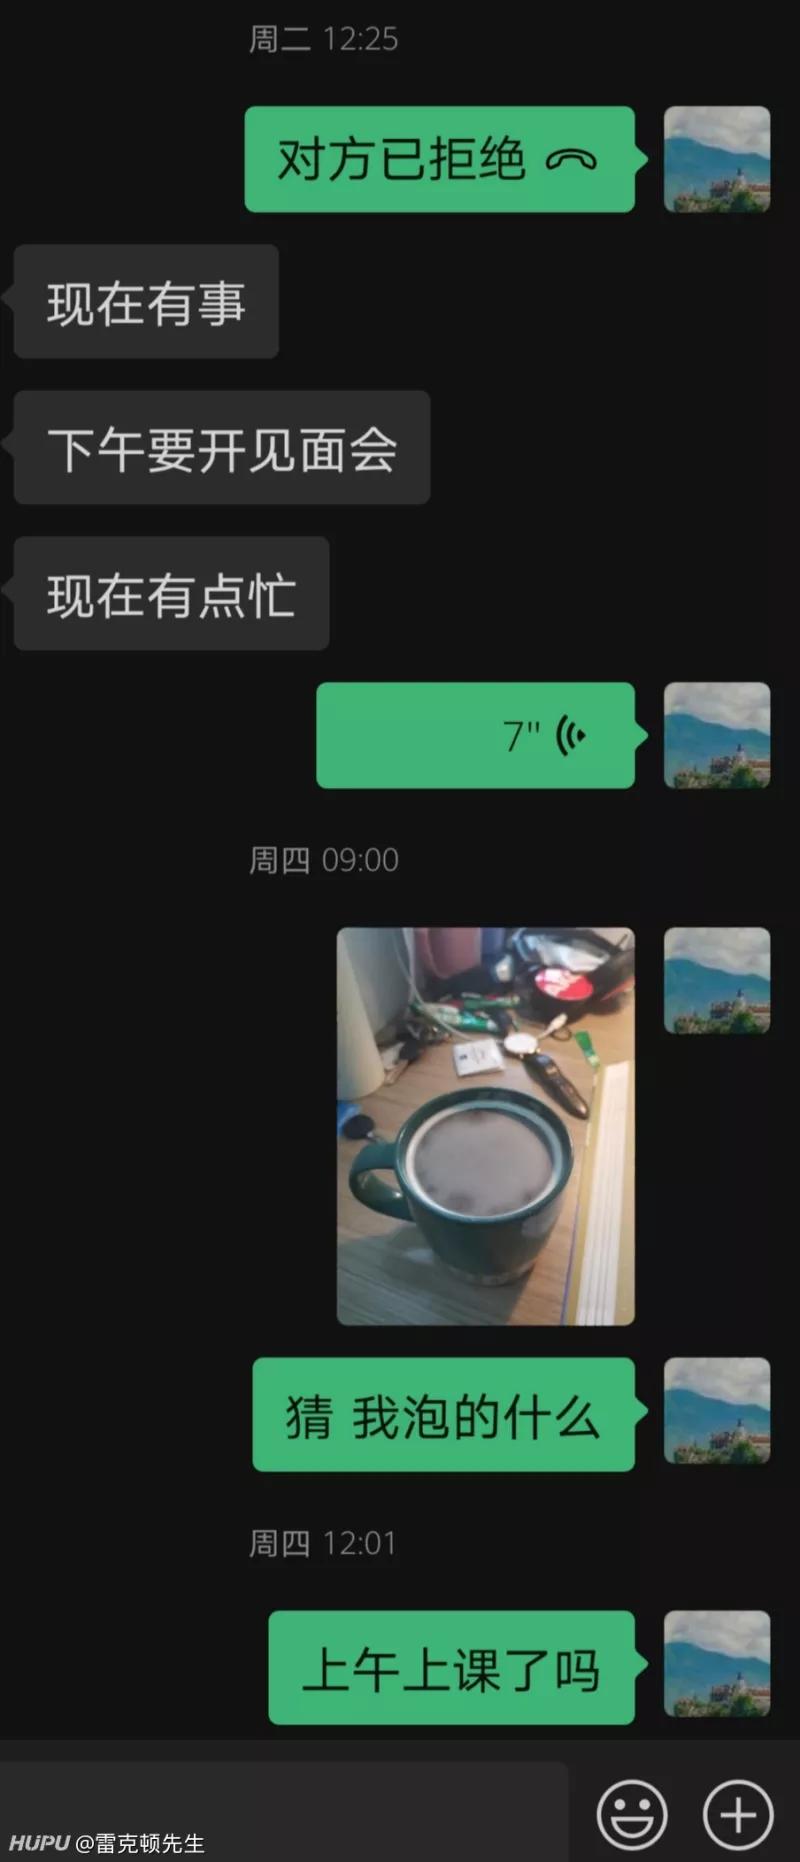 周二 12:25
对方已拒绝
现在有事
下午要开见面会
现在有点忙
7"
周四 09:00
猜 我泡的什么
周四 12:01
上午上课了吗
HUPU @雷克顿先生